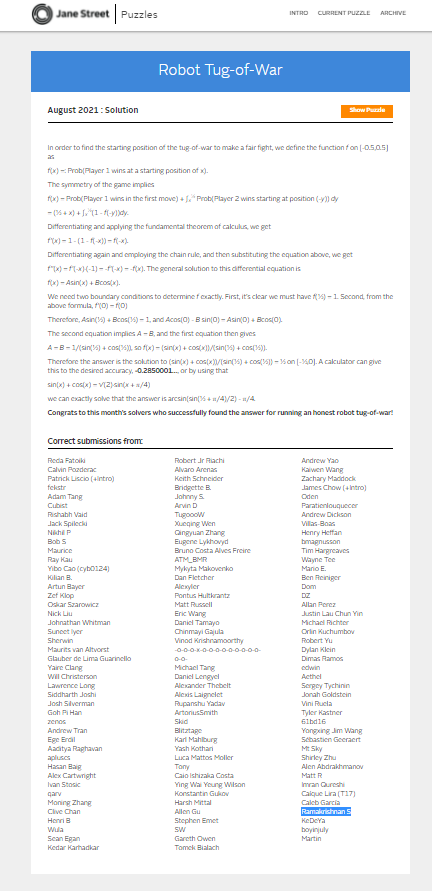 Jane Street | Puzzles
INTRO CURRENT PUZZLE ARCHIVE
Robot Tug-of-War
August 2021 : Solution
Show Puzzle
In order to find the starting position of the tug-of-war to make a fair fight, we define the function f on [-0.5,0.5]
as
f(x) =: Prob(Player 1 wins at a starting position of x).
The symmetry of the game implies
f(x) = Prob(Player 1 wins in the first move) + ∫ₓ^½ Prob(Player 2 wins starting at position (-y)) dy
= (½ + x) + ∫ₓ^½(1 - f(-y))dy.
Differentiating and applying the fundamental theorem of calculus, we get
f'(x) = 1 - (1 - f(-x)) = f(-x).
Differentiating again and employing the chain rule, and then substituting the equation above, we get
f''(x) = f'(-x)·(-1) = -f'(-x) = -f(x). The general solution to this differential equation is
f(x) = Asin(x) + Bcos(x).
We need two boundary conditions to determine f exactly. First, it's clear we must have f(½) = 1. Second, from the
above formula, f'(0) = f(0)
Therefore, Asin(½) + Bcos(½) = 1, and Acos(0) - B sin(0) = Asin(0) + Bcos(0).
The second equation implies A = B, and the first equation then gives
A = B = 1/(sin(½) + cos(½)), so f(x) = (sin(x) + cos(x))/(sin(½) + cos(½)).
Therefore the answer is the solution to (sin(x) + cos(x))/(sin(½) + cos(½)) = ½ on [-½,0]. A calculator can give
this to the desired accuracy, -0.2850001..., or by using that
sin(x) + cos(x) = √(2)·sin(x + π/4)
we can exactly solve that the answer is arcsin(sin(½ + π/4)/2) - π/4.
Congrats to this month's solvers who successfully found the answer for running an honest robot tug-of-war!
Correct submissions from:
Reda Fatoiki
Calvin Pozderac
Patrick Liscio (+Intro)
fekstr
Adam Tang
Cubist
Rishabh Vaid
Jack Spilecki
Nikhil P
Bob S
Maurice
Ray Kau
Yibo Cao (cyb0124)
Kilian B.
Artun Bayer
Zef Klop
Oskar Szarowicz
Nick Liu
Johnathan Whitman
Suneet Iyer
Sherwin
Maurits van Altvorst
Glauber de Lima Guarinello
Yaire Clang
Will Christerson
Lawrence Long
Siddharth Joshi
Josh Silverman
Goh Pi Han
zenos
Andrew Tran
Ege Erdil
Aaditya Raghavan
apluscs
Hasan Baig
Alex Cartwright
Ivan Stosic
qarv
Morning Zhang
Clive Chan
Henri B
Wula
Sean Egan
Kedar Karhadkar
Robert Jr Riachi
Alvaro Arenas
Keith Schneider
Bridgette B.
Johnny S.
Arvin D
TugoooW
Xueqing Wen
Qingyuan Zhang
Eugene Lykhovyd
Bruno Costa Alves Freire
ATM_BMR
Mykyta Makovenko
Dan Fletcher
Alexyler
Pontus Hultkrantz
Matt Russell
Eric Wang
Daniel Tamayo
Chinmayi Gajula
Vinod Krishnamoorthy
-o-o-o-x-o-o-o-o-o-o-o-o-
o-o-
Michael Tang
Daniel Lengyel
Alexander Thebelt
Alexis Laignelet
Rupanshu Yadav
ArtoriusSmith
Skid
Blitztage
Karl Mahlburg
Yash Kothari
Luca Mattos Moller
Tony
Caio Ishizaka Costa
Ying Wai Yeung Wilson
Konstantin Gukov
Harsh Mittal
Allen Gu
Stephen Emet
SW
Gareth Owen
Tomek Bialach
Andrew Yao
Kaiwen Wang
Zachary Maddock
James Chow (+Intro)
Oden
Paratienlouquecer
Andrew Dickson
Villas-Boas
Henry Heffan
bmagnusson
Tim Hargreaves
Wayne Tee
Mario E.
Ben Reiniger
Dom
DZ
Allan Perez
Justin Lau Chun Yin
Michael Richter
Orlin Kuchumbov
Robert Yu
Dylan Klein
Dimas Ramos
edwin
Aethel
Sergey Tychinin
Jonah Goldstein
Vini Ruela
Tyler Kastner
61bd16
Yongxing Jim Wang
Sébastien Geeraert
Mt Sky
Shirley Zhu
Alen Abdrakhmanov
Matt R
Imran Qureshi
Caíque Lira (T17)
Caleb García
Ramakrishnan S
KeDeYa
boyinjuly
Martin